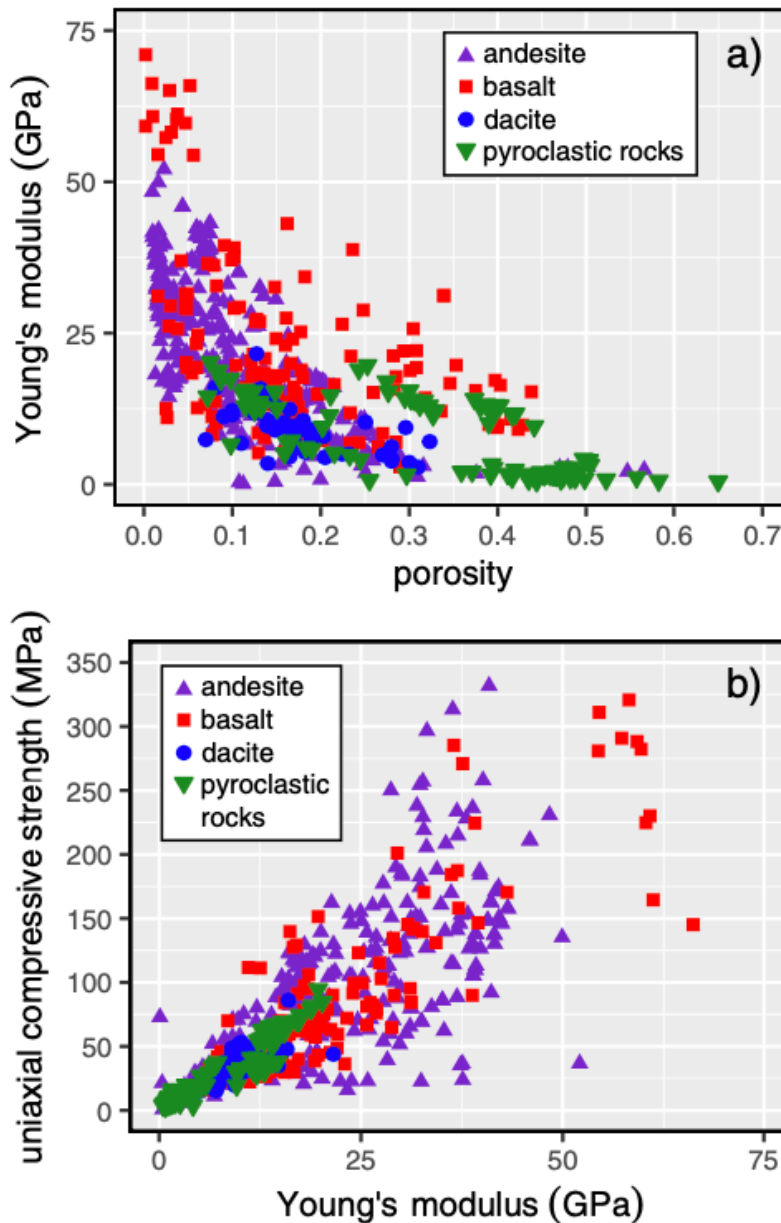 a)
75
50
25
0
Young's modulus (GPa)
andesite
basalt
dacite
pyroclastic rocks
0.0 0.1 0.2 0.3 0.4 0.5 0.6 0.7
porosity
b)
350
300
250
200
150
100
50
0
uniaxial compressive strength (MPa)
andesite
basalt
dacite
pyroclastic
rocks
0 25 50 75
Young's modulus (GPa)